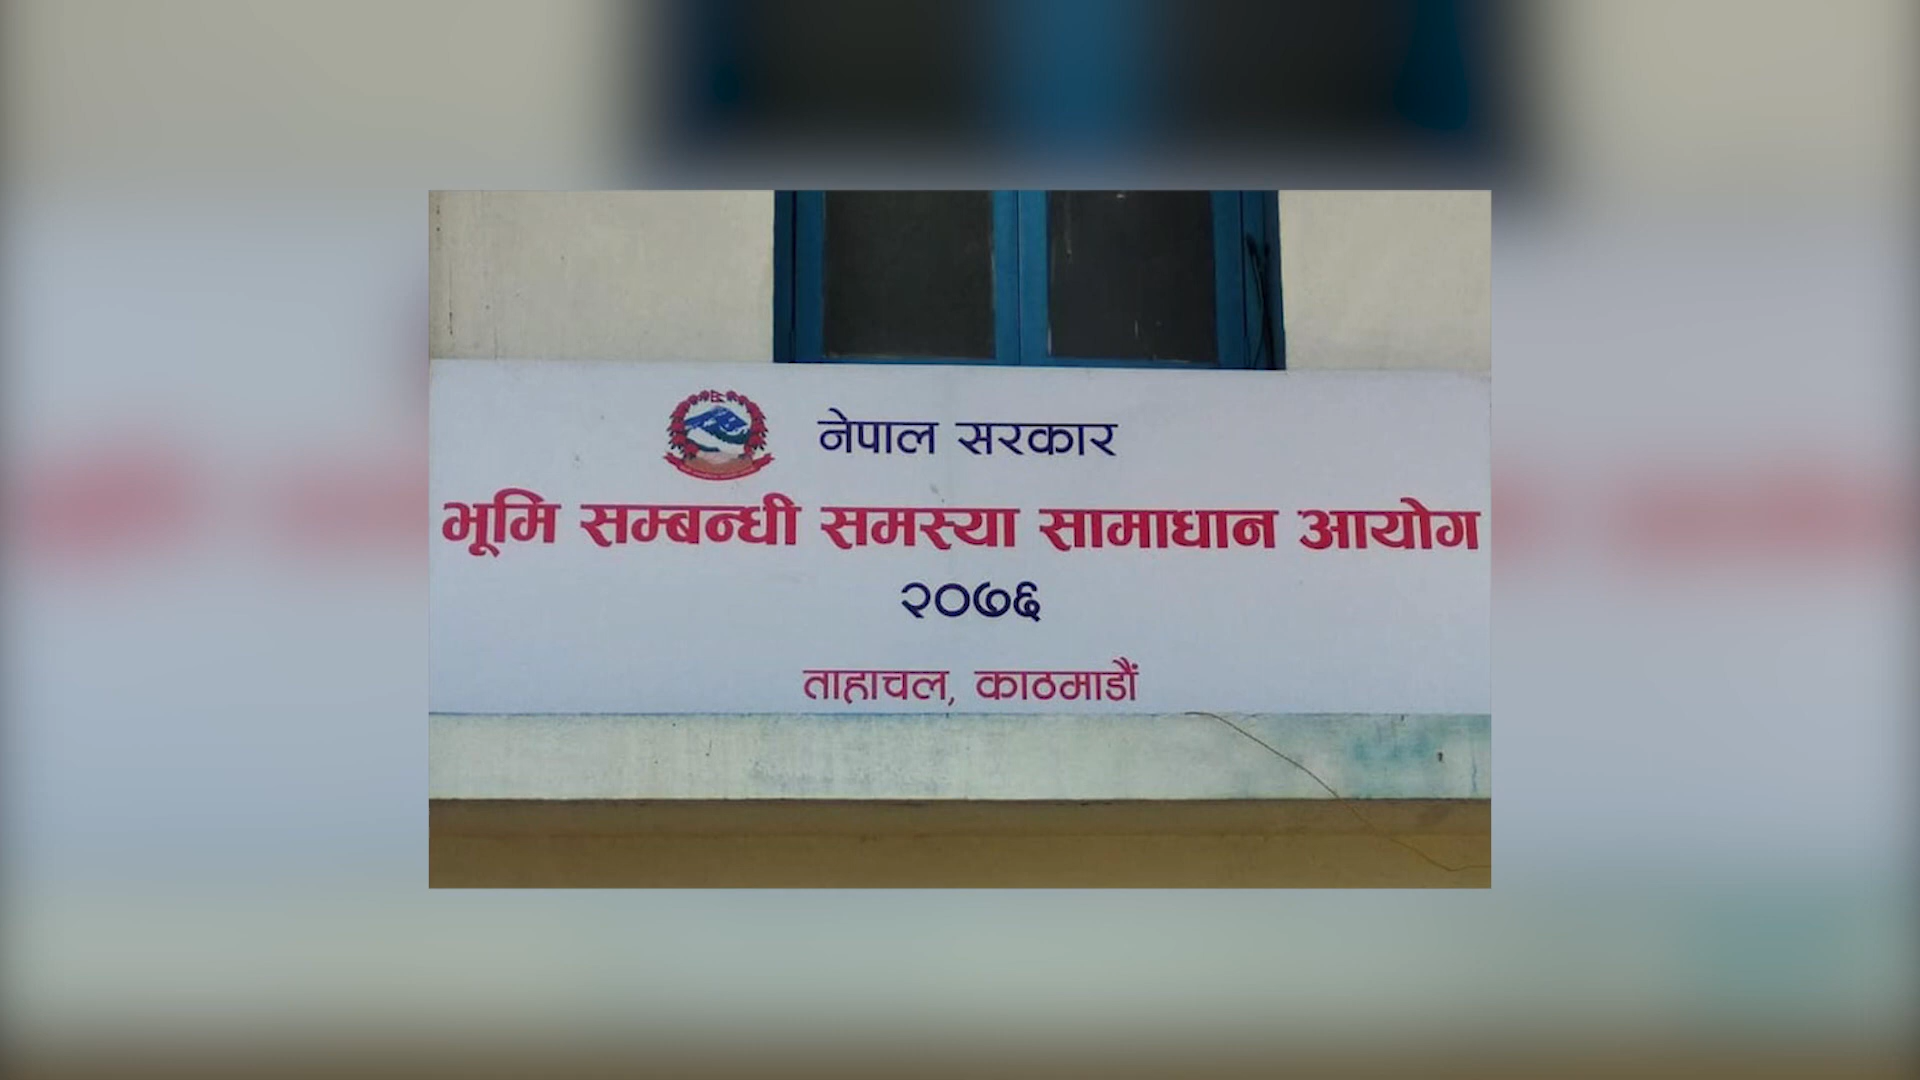 नेपाल सरकार
भूमि सम्बन्धी समस्या सामाधान आयोग
२०७६
ताहाचल, काठमाडौं